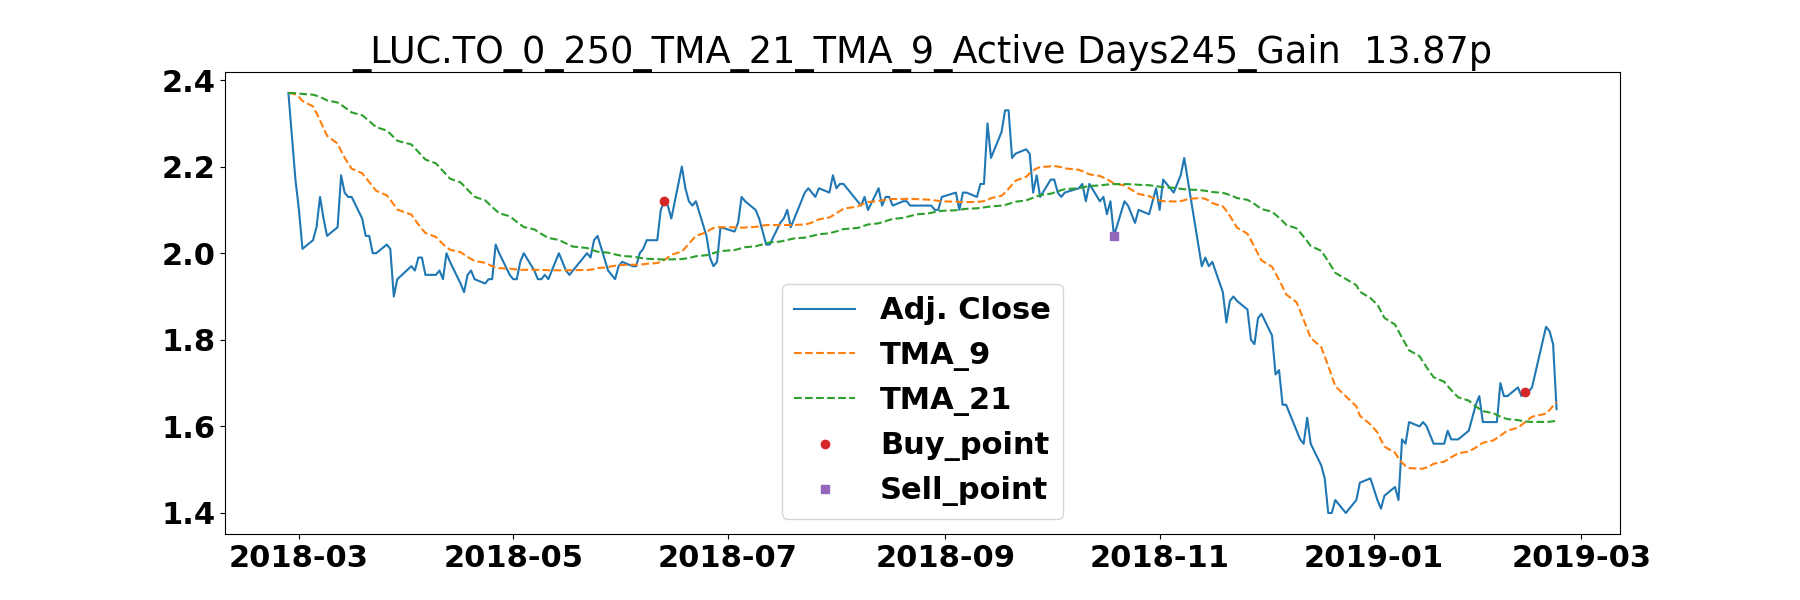 _LUC.TO_0_250_TMA_21_TMA_9_Active Days245_Gain  13.87p
2.4
2.2
2.0
1.8
1.6
1.4
Adj. Close
TMA_9
TMA_21
Buy_point
Sell_point
2018-03 2018-05 2018-07 2018-09 2018-11 2019-01 2019-03